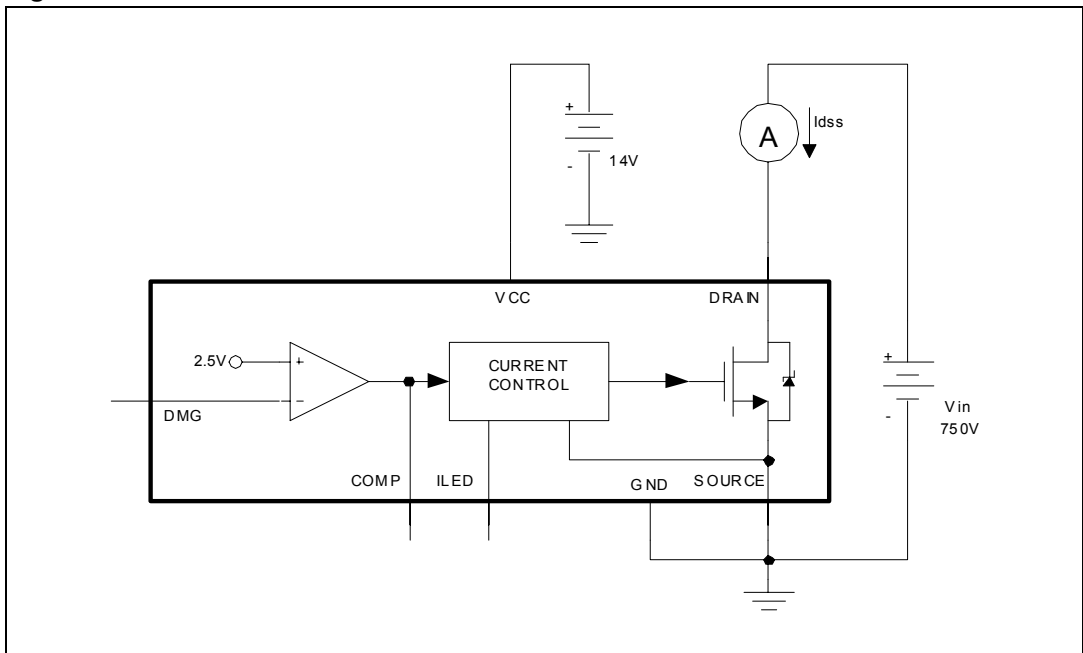 +
-
14V
A
Idss
VCC
DRAIN
2.5V
+
-
DMG
CURRENT
CONTROL
COMP
ILED
GND
SOURCE
+
-
Vin
750V